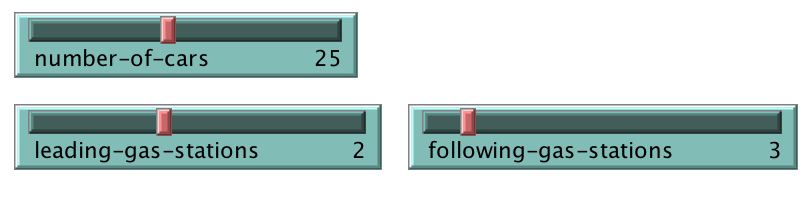 number-of-cars 25
leading-gas-stations 2
following-gas-stations 3